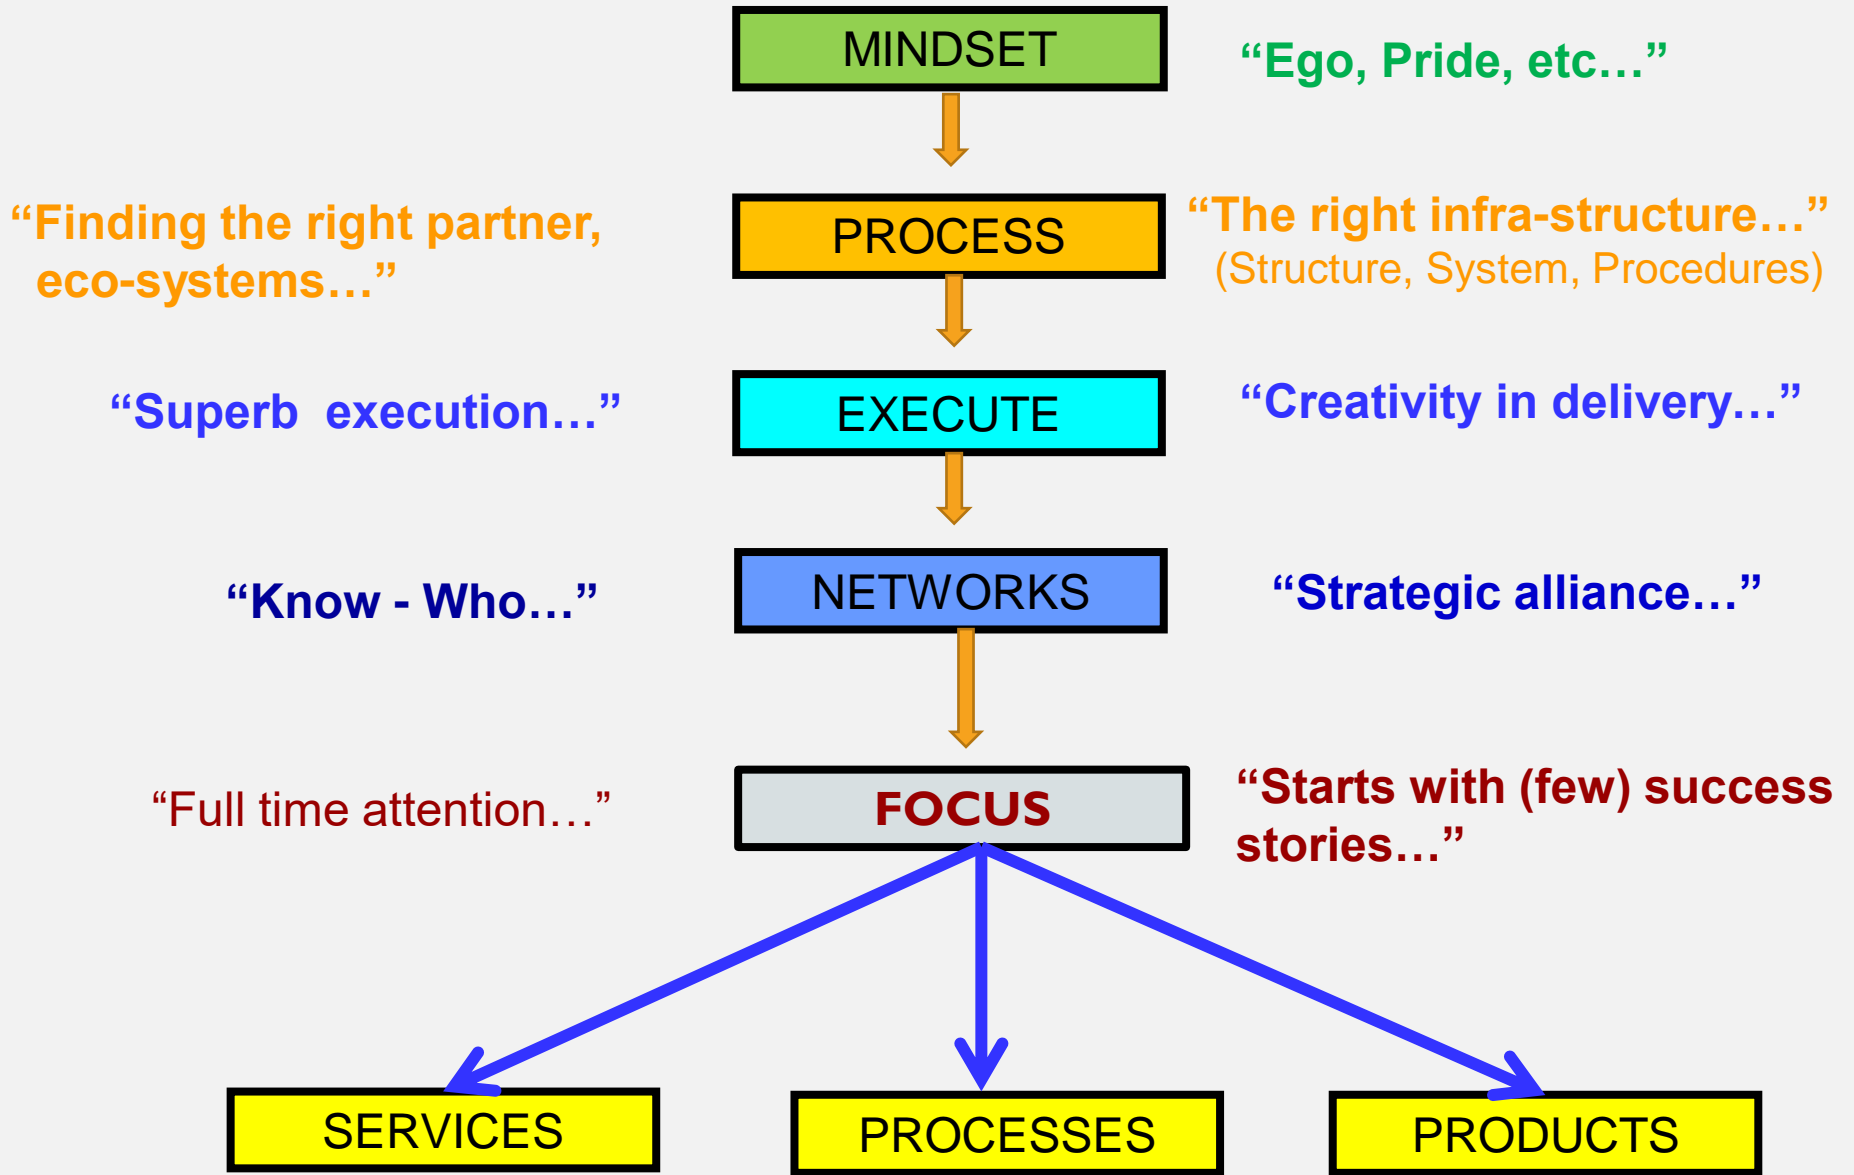 MINDSET
“Ego, Pride, etc…”
“Finding the right partner,
eco-systems…”
PROCESS
“The right infra-structure…”
(Structure, System, Procedures)
“Superb  execution…”
EXECUTE
“Creativity in delivery…”
“Know - Who…”
NETWORKS
“Strategic alliance…”
“Full time attention…”
FOCUS
“Starts with (few) success
stories…”
SERVICES
PROCESSES
PRODUCTS